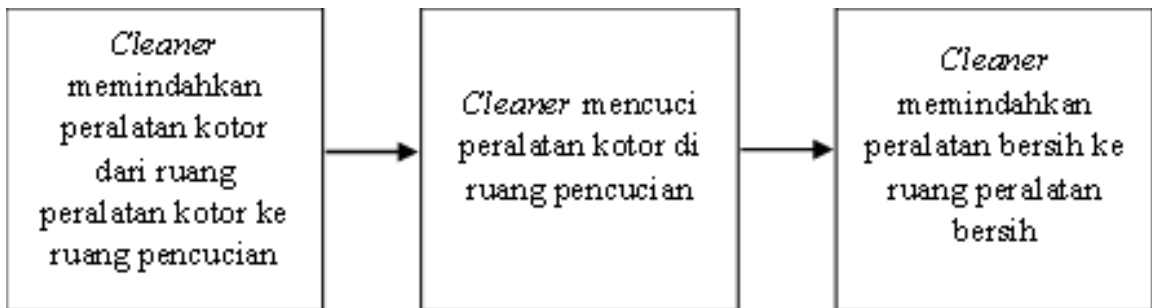 Cleaner
memindahkan
peralatan kotor
dari ruang
peralatan kotor ke
ruang pencucian
Cleaner mencuci
peralatan kotor di
ruang pencucian
Cleaner
memindahkan
peralatan bersih ke
ruang peralatan
bersih